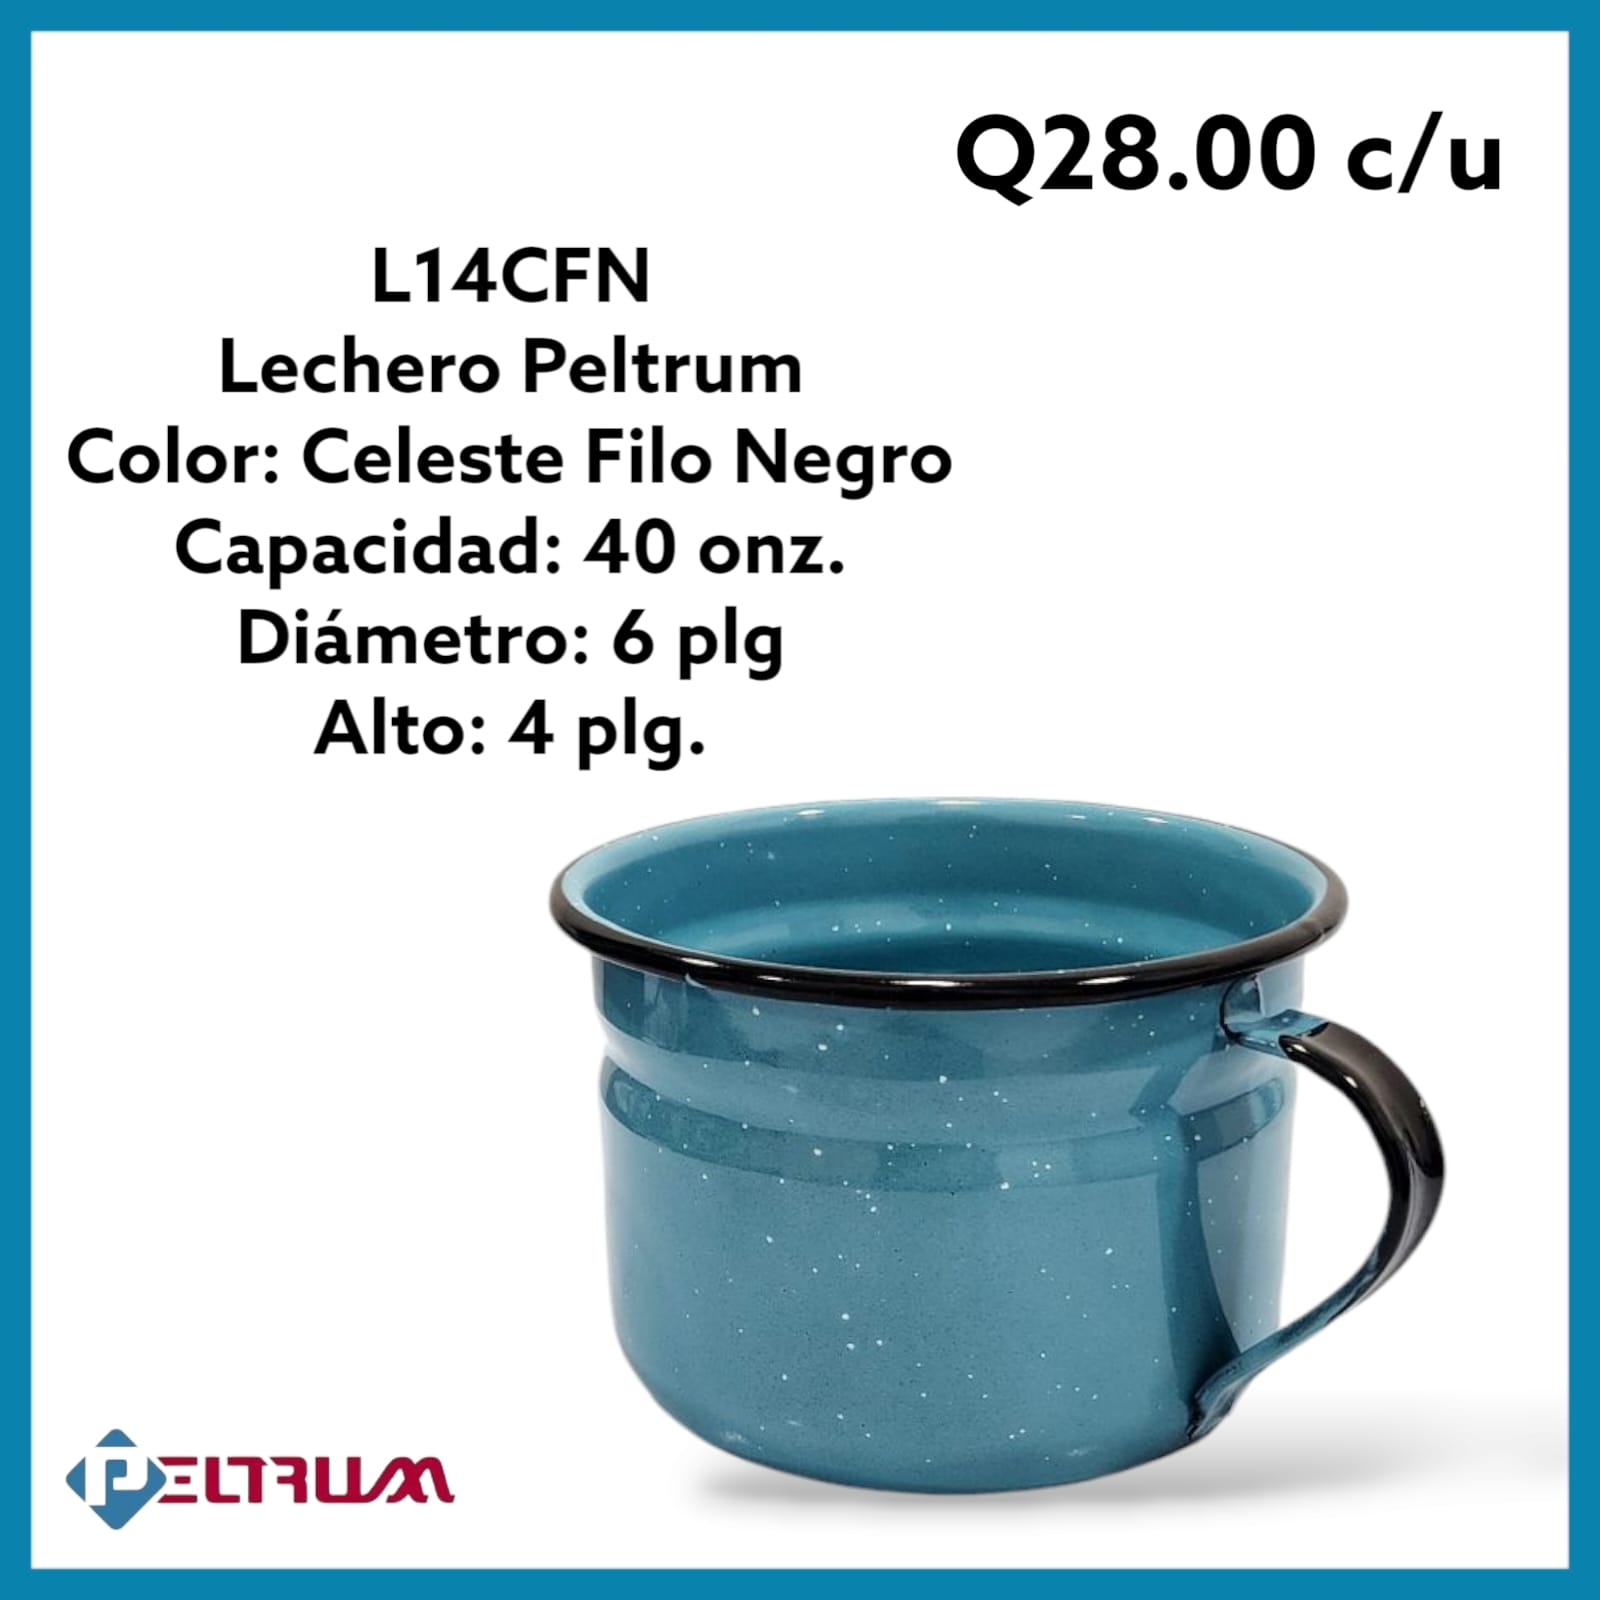 Q28.00 c/u
L14CFN
Lechero Peltrum
Color: Celeste Filo Negro
Capacidad: 40 onz.
Diámetro: 6 plg
Alto: 4 plg.
PELTRUM